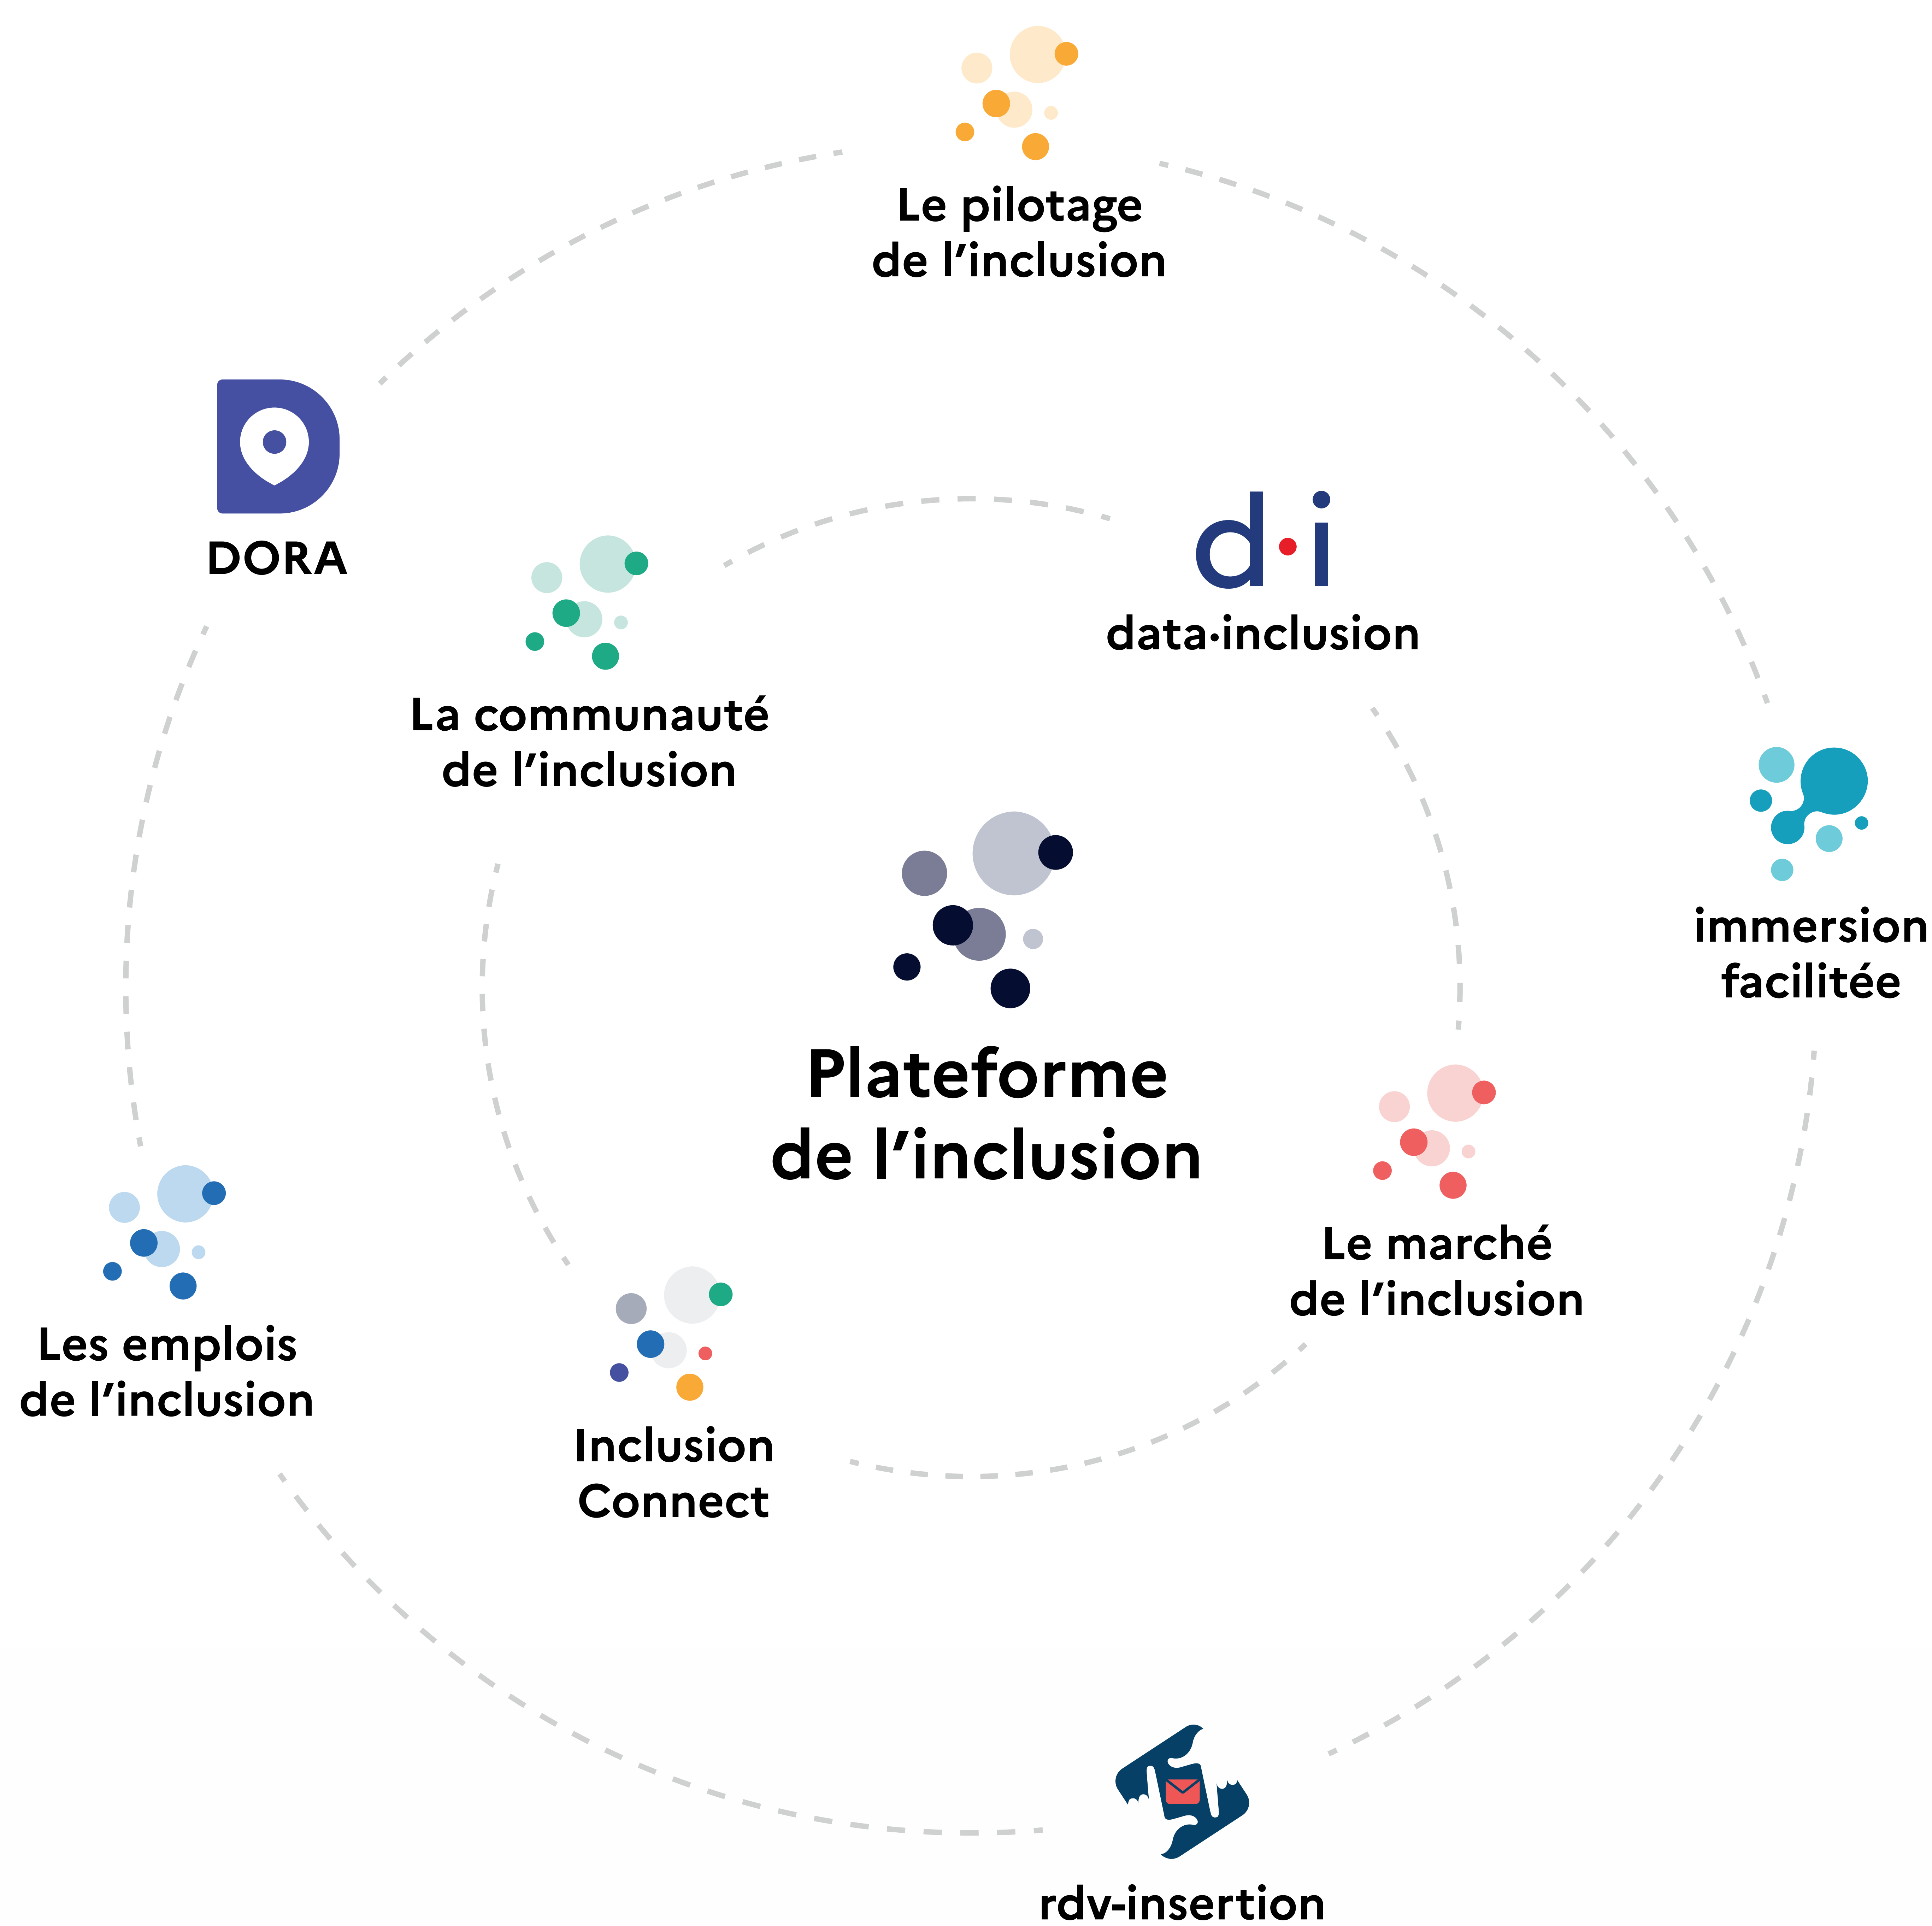 Le pilotage
de l'inclusion
DORA
d·i
data·inclusion
La communauté
de l'inclusion
immersion
facilitée
Plateforme
de l'inclusion
Le marché
de l'inclusion
Les emplois
de l'inclusion
Inclusion
Connect
rdv-insertion